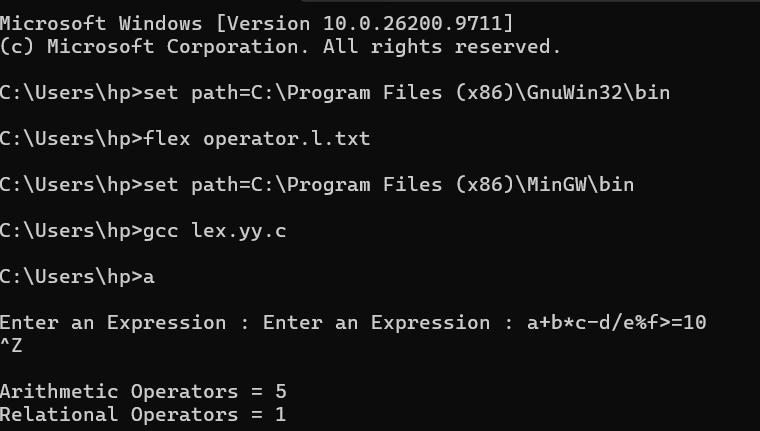 Microsoft Windows [Version 10.0.26200.9711]
(c) Microsoft Corporation. All rights reserved.
C:\Users\hp>set path=C:\Program Files (x86)\GnuWin32\bin
C:\Users\hp>flex operator.l.txt
C:\Users\hp>set path=C:\Program Files (x86)\MinGW\bin
C:\Users\hp>gcc lex.yy.c
C:\Users\hp>a
Enter an Expression : Enter an Expression : a+b*c-d/e%f>=10
^Z
Arithmetic Operators = 5
Relational Operators = 1